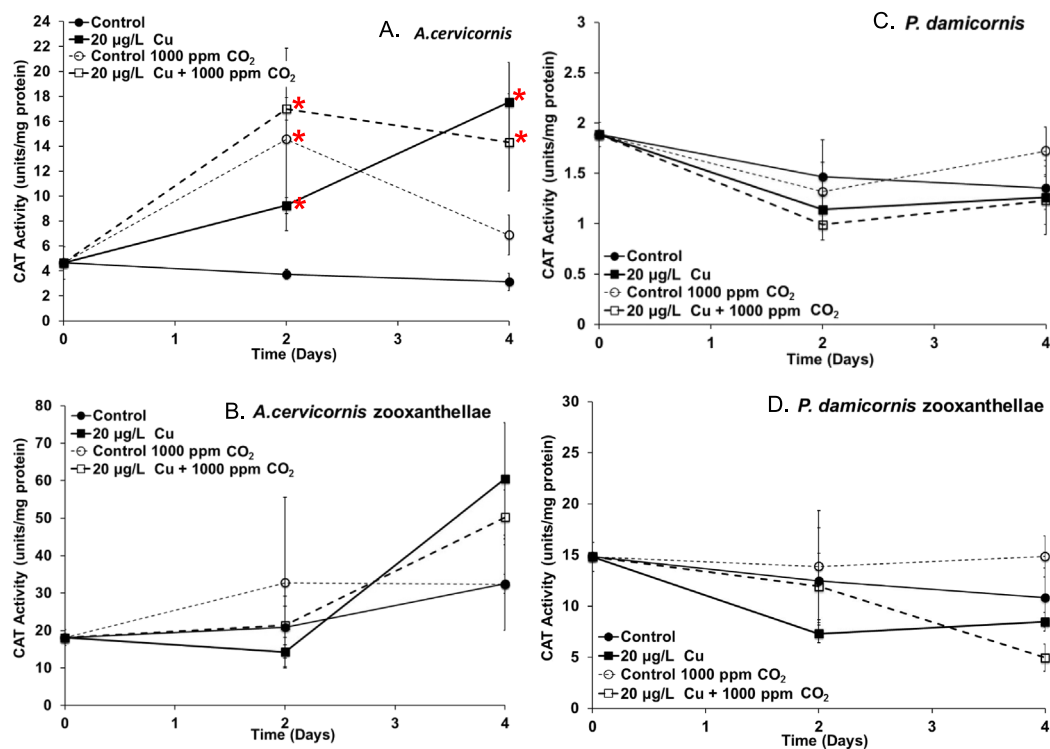 A. A.cervicornis
Control
20 µg/L Cu
Control 1000 ppm CO₂
20 µg/L Cu + 1000 ppm CO₂
CAT Activity (units/mg protein)
24
22
20
18
16
14
12
10
8
6
4
2
0
* * * * *
0 1 2 3 4
Time (Days)
C. P. damicornis
CAT Activity (units/mg protein)
3
2.5
2
1.5
1
0.5
0
Control
20 µg/L Cu
Control 1000 ppm CO₂
20 µg/L Cu + 1000 ppm CO₂
0 1 2 3 4
Time (Days)
B. A.cervicornis zooxanthellae
Control
20 µg/L Cu
Control 1000 ppm CO₂
20 µg/L Cu + 1000 ppm CO₂
CAT Activity (units/mg protein)
80
70
60
50
40
30
20
10
0
0 1 2 3 4
Time (Days)
D. P. damicornis zooxanthellae
CAT Activity (units/mg protein)
30
25
20
15
10
5
0
Control
20 µg/L Cu
Control 1000 ppm CO₂
20 µg/L Cu + 1000 ppm CO₂
0 1 2 3 4
Time (Days)